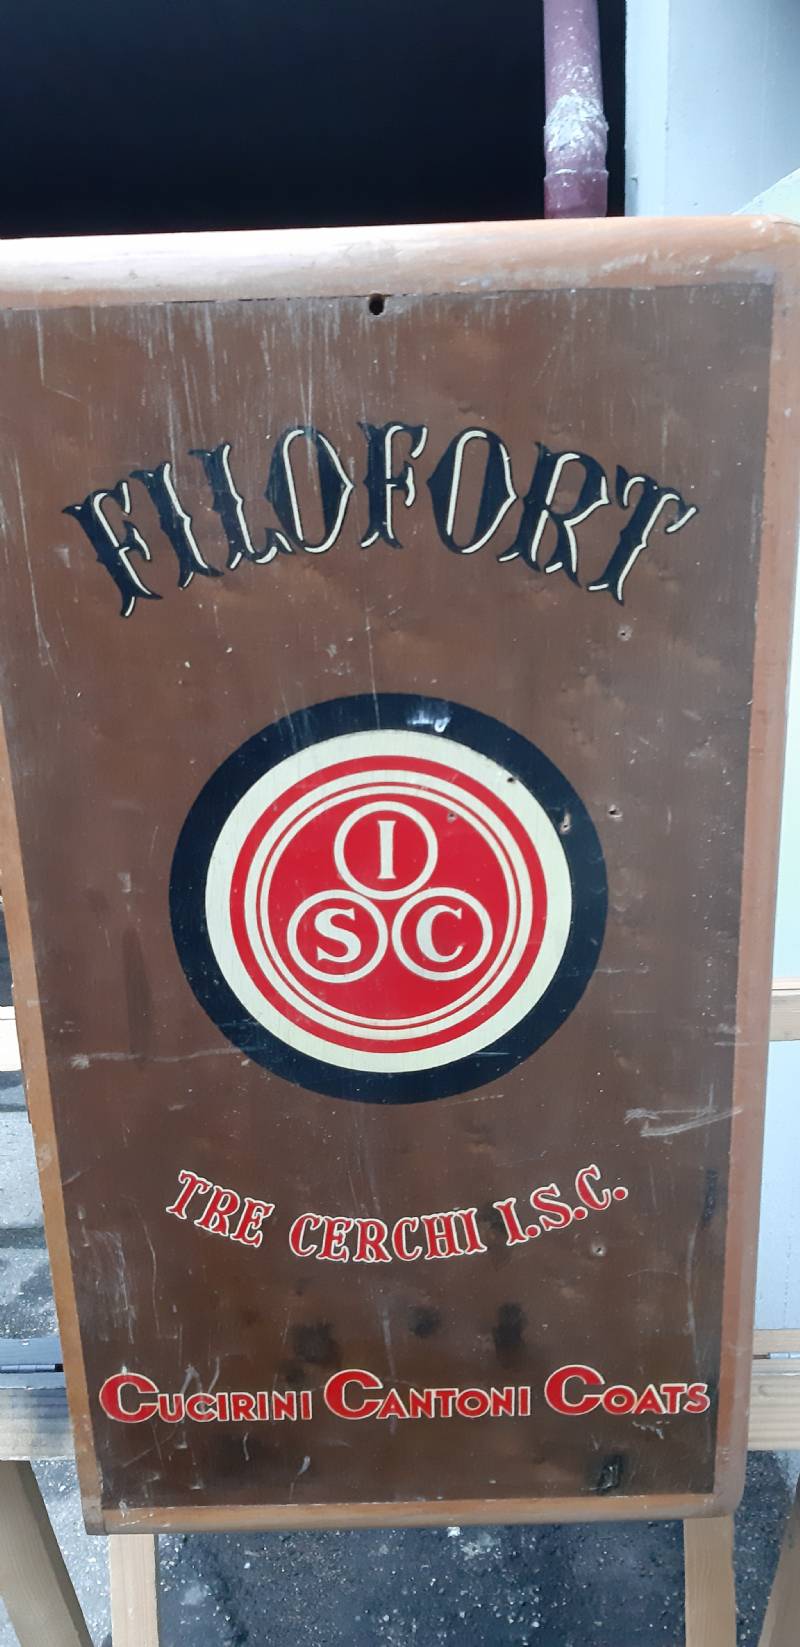 FILOFORT
I
S C
TRE CERCHI I.S.C.
CUCIRINI CANTONI COATS